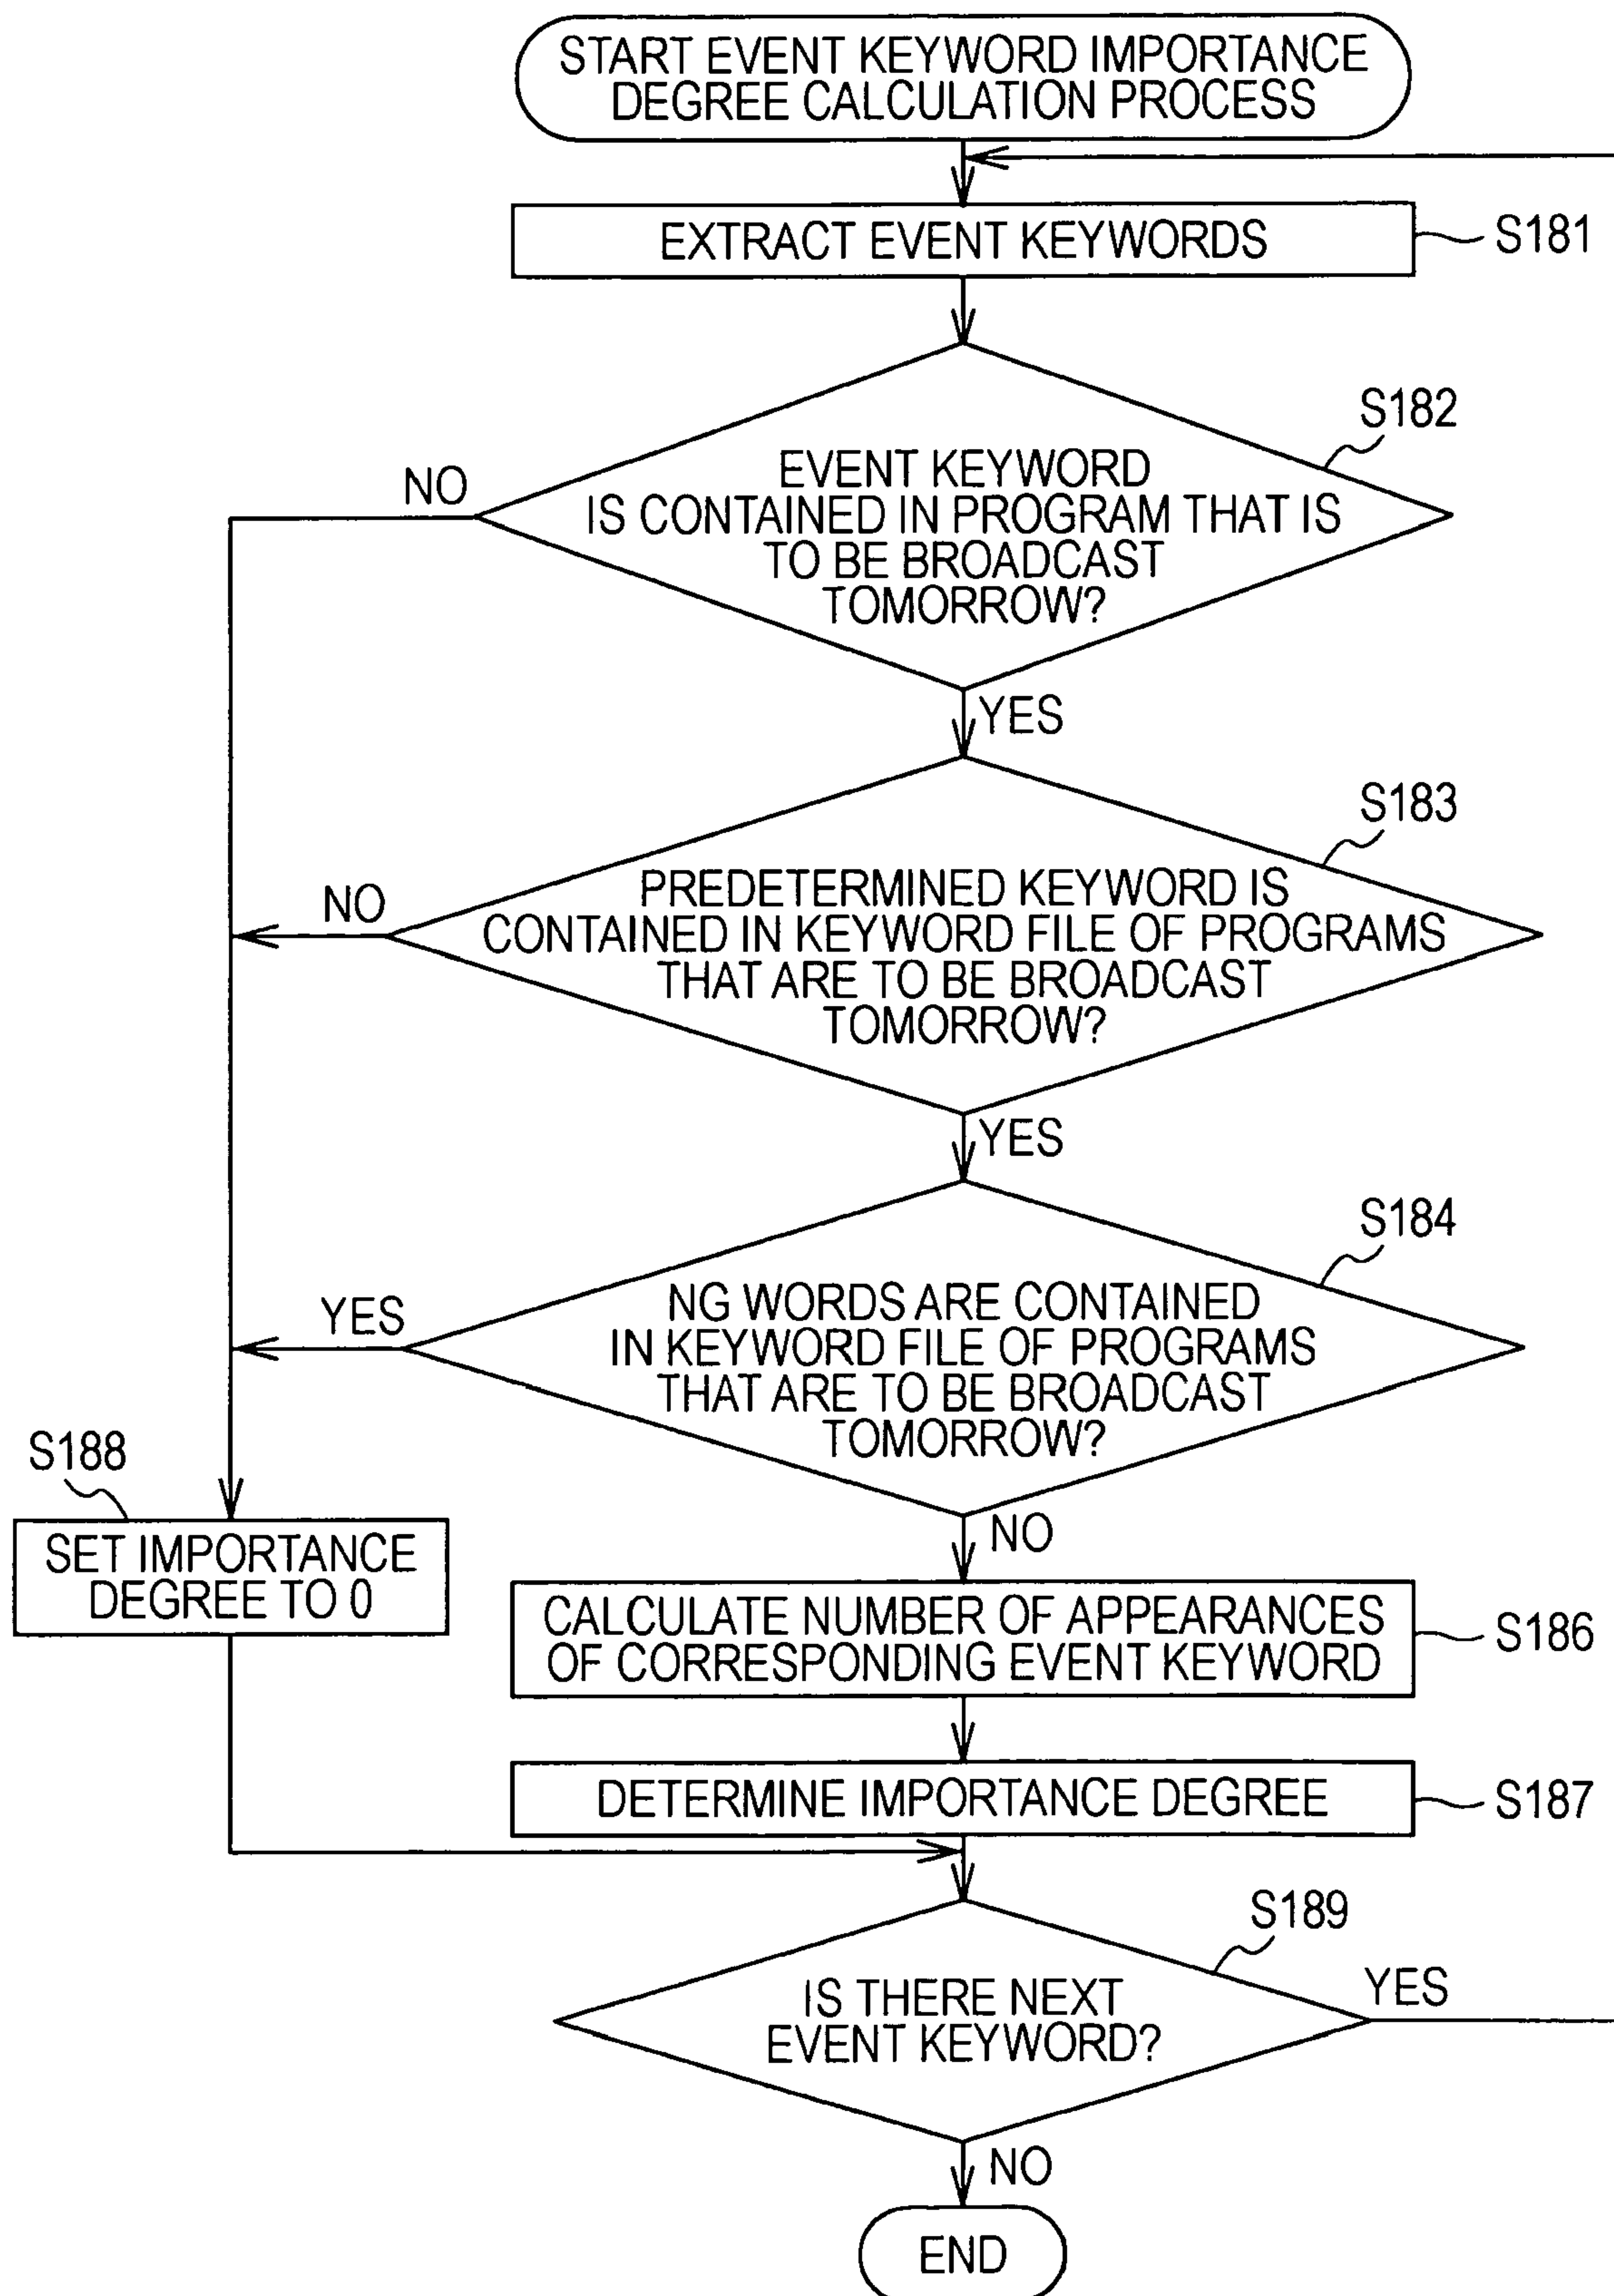 START EVENT KEYWORD IMPORTANCE
DEGREE CALCULATION PROCESS
EXTRACT EVENT KEYWORDS
S181
S182
EVENT KEYWORD
IS CONTAINED IN PROGRAM THAT IS
TO BE BROADCAST
TOMORROW?
NO
YES
S183
PREDETERMINED KEYWORD IS
CONTAINED IN KEYWORD FILE OF PROGRAMS
THAT ARE TO BE BROADCAST
TOMORROW?
NO
YES
S184
NG WORDS ARE CONTAINED
IN KEYWORD FILE OF PROGRAMS
THAT ARE TO BE BROADCAST
TOMORROW?
YES
NO
S188
SET IMPORTANCE
DEGREE TO 0
CALCULATE NUMBER OF APPEARANCES
OF CORRESPONDING EVENT KEYWORD
S186
DETERMINE IMPORTANCE DEGREE
S187
S189
IS THERE NEXT
EVENT KEYWORD?
YES
NO
END